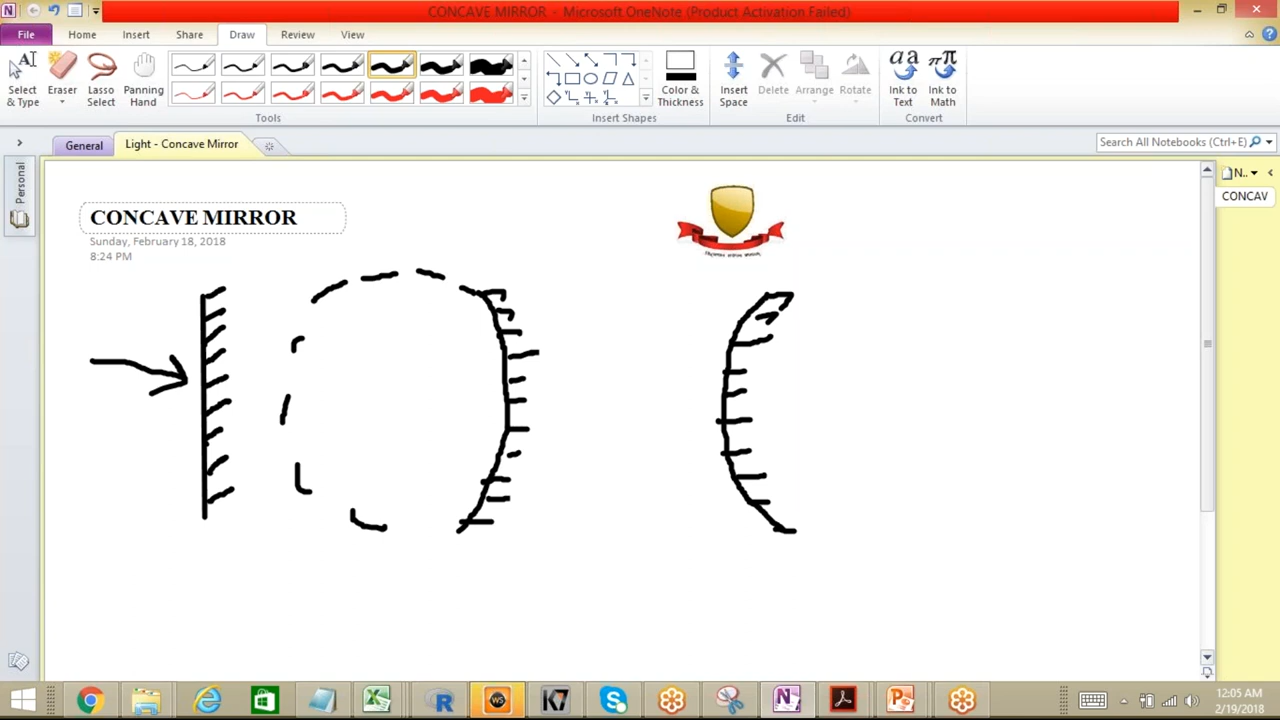 CONCAVE MIRROR - Microsoft OneNote (Product Activation Failed)
File Home Insert Share Draw Review View
Select & Type
Eraser
Lasso Select
Panning Hand
Color & Thickness
Insert Space
Delete
Arrange
Rotate
Ink to Text
Ink to Math
Tools
Insert Shapes
Edit
Convert
General
Light - Concave Mirror
Search All Notebooks (Ctrl+E)
Personal
N..
CONCAV
CONCAVE MIRROR
Sunday, February 18, 2018
8:24 PM
12:05 AM
2/19/2018